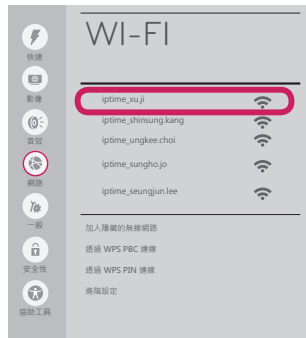 WI-FI
快速
影像
音效
網路
一般
安全性
協助工具
iptime_xu.ji
iptime_shinsung.kang
iptime_ungkee.choi
iptime_sungho.jo
iptime_seungjun.lee
加入隱藏的無線網路
透過 WPS PBC 連線
透過 WPS PIN 連線
進階設定